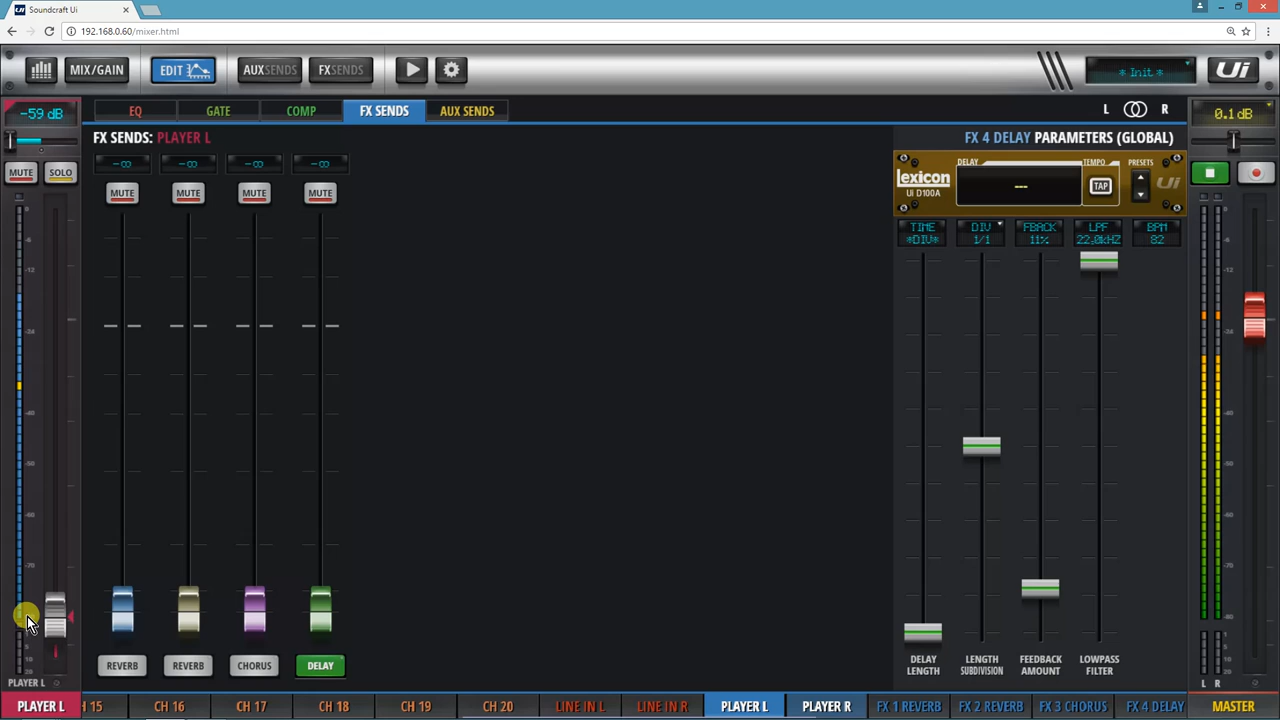 Soundcraft Ui
192.168.0.60/mixer.html
MIX/GAIN
EDIT
AUXSENDS
FXSENDS
* Init *
Ui
-59 dB
EQ
GATE
COMP
FX SENDS
AUX SENDS
L
R
0.1 dB
FX SENDS: PLAYER L
FX 4 DELAY PARAMETERS (GLOBAL)
-∞
-∞
-∞
-∞
MUTE
SOLO
MUTE
MUTE
MUTE
MUTE
lexicon
Ui D100A
DELAY
---
TEMPO
TAP
PRESETS
Ui
TIME
*DIV*
DIV
1/1
FBACK
11%
LPF
22.0kHZ
BPM
82
REVERB
REVERB
CHORUS
DELAY
DELAY
LENGTH
LENGTH
SUBDIVISION
FEEDBACK
AMOUNT
LOWPASS
FILTER
PLAYER L
L
R
PLAYER L
H 15
CH 16
CH 17
CH 18
CH 19
CH 20
LINE IN L
LINE IN R
PLAYER L
PLAYER R
FX 1 REVERB
FX 2 REVERB
FX 3 CHORUS
FX 4 DELAY
MASTER